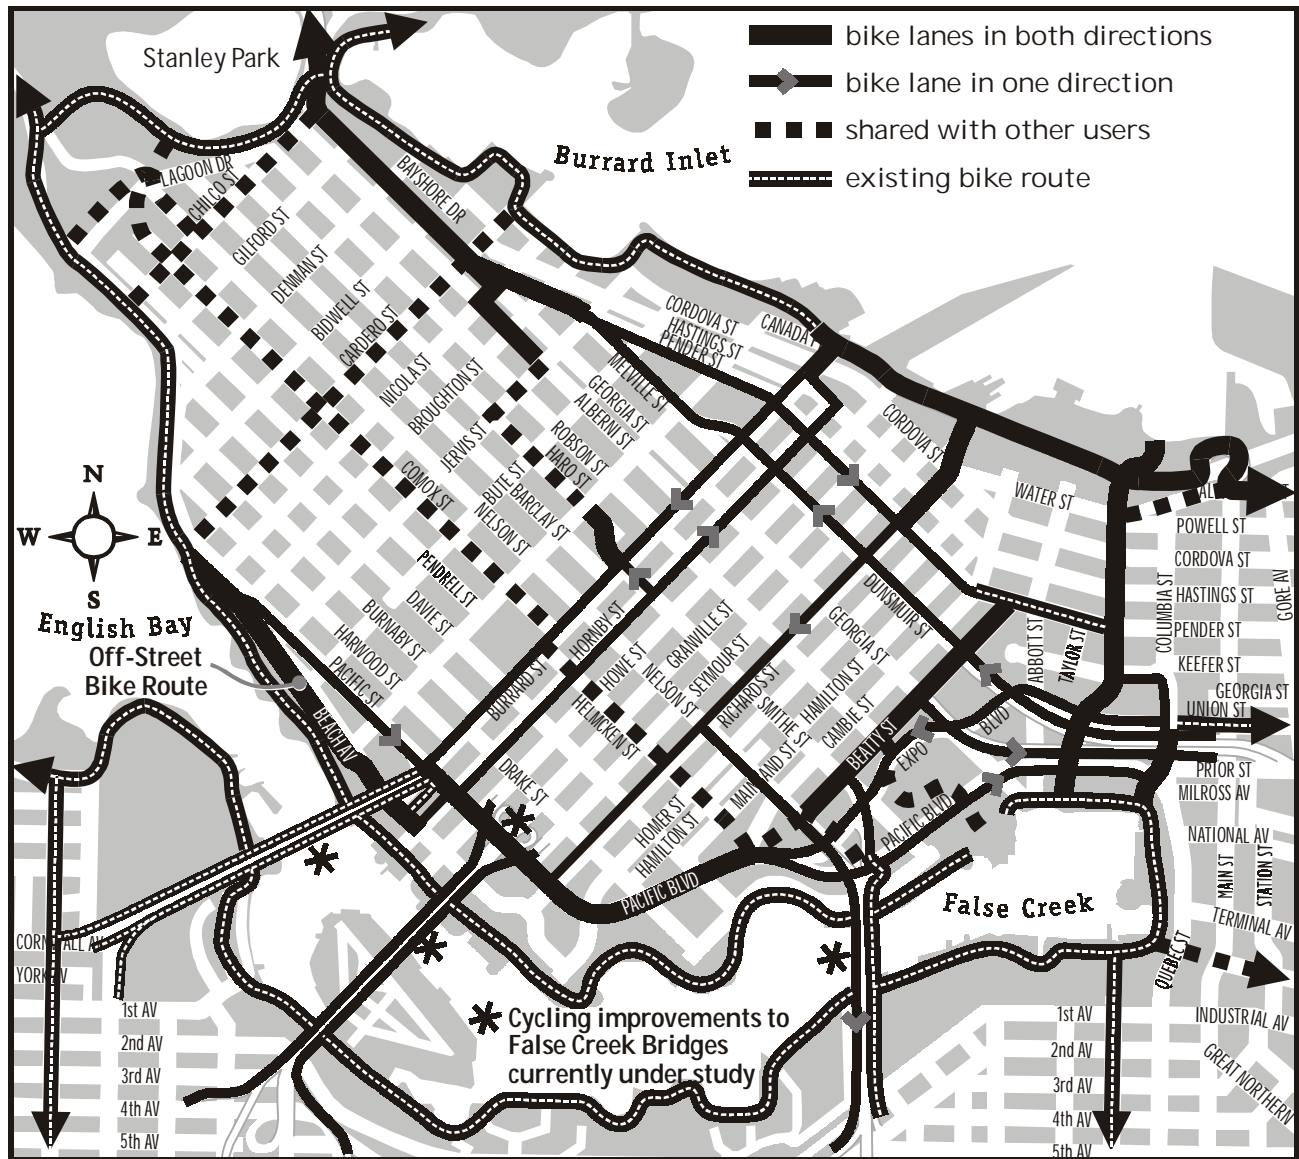 Stanley Park
bike lanes in both directions
bike lane in one direction
shared with other users
existing bike route
Burrard Inlet
LAGOON DR
CHILCO ST
GILFORD ST
DENMAN ST
BIDWELL ST
CARDERO ST
NICOLA ST
BROUGHTON ST
JERVIS ST
BUTE ST
BAYSHORE DR
CORDOVA ST
HASTINGS ST
PENDER ST
CANADA
MELVILLE ST
GEORGIA ST
ALBERNI ST
ROBSON ST
HARO ST
BARCLAY ST
NELSON ST
COMOX ST
PENDRELL ST
DAVIE ST
BURNABY ST
HARWOOD ST
PACIFIC ST
BEACH AV
CORDOVA ST
WATER ST
POWELL ST
CORDOVA ST
HASTINGS ST
PENDER ST
KEEFER ST
GEORGIA ST
UNION ST
PRIOR ST
MILROSS AV
NATIONAL AV
MAIN ST
STATION ST
TERMINAL AV
QUEBEC ST
INDUSTRIAL AV
GREAT NORTHERN
COLUMBIA ST
GORE AV
ABBOTT ST
TAYLOR ST
DUNSMUIR ST
GEORGIA ST
HORNBY ST
BURRARD ST
HOWE ST
GRANVILLE ST
SEYMOUR ST
NELSON ST
HELMCKEN ST
RICHARDS ST
SMITHE ST
HAMILTON ST
CAMBIE ST
BEATTY ST
EXPO BLVD
PACIFIC BLVD
MAINLAND ST
HOMER ST
HAMILTON ST
DRAKE ST
PACIFIC BLVD
N
W E
S
English Bay
Off-Street
Bike Route
False Creek
Cycling improvements to
False Creek Bridges
currently under study
1st AV
2nd AV
3rd AV
4th AV
5th AV
1st AV
2nd AV
3rd AV
4th AV
5th AV